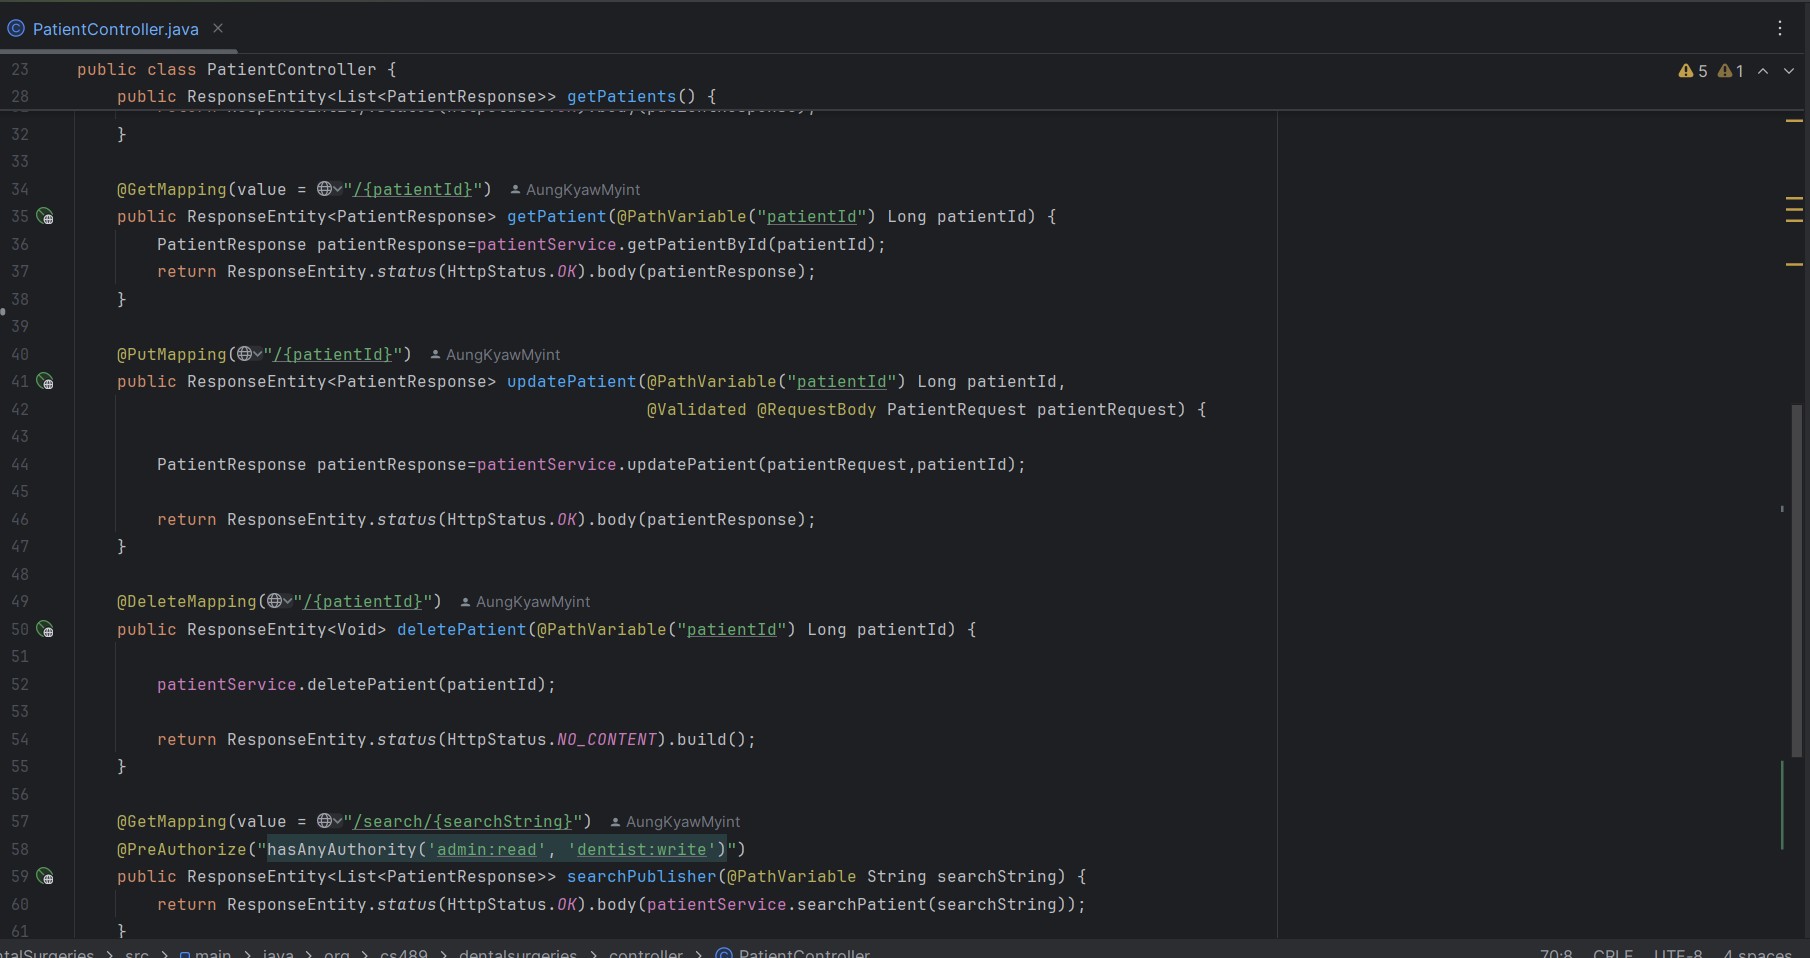 PatientController.java
23 public class PatientController { 5 1
28 public ResponseEntity<List<PatientResponse>> getPatients() {
32 }
33
34 @GetMapping(value = "/{patientId}") AungKyawMyint
35 public ResponseEntity<PatientResponse> getPatient(@PathVariable("patientId") Long patientId) {
36 PatientResponse patientResponse=patientService.getPatientById(patientId);
37 return ResponseEntity.status(HttpStatus.OK).body(patientResponse);
38 }
39
40 @PutMapping("/{patientId}") AungKyawMyint
41 public ResponseEntity<PatientResponse> updatePatient(@PathVariable("patientId") Long patientId,
42 @Validated @RequestBody PatientRequest patientRequest) {
43
44 PatientResponse patientResponse=patientService.updatePatient(patientRequest,patientId);
45
46 return ResponseEntity.status(HttpStatus.OK).body(patientResponse);
47 }
48
49 @DeleteMapping("/{patientId}") AungKyawMyint
50 public ResponseEntity<Void> deletePatient(@PathVariable("patientId") Long patientId) {
51
52 patientService.deletePatient(patientId);
53
54 return ResponseEntity.status(HttpStatus.NO_CONTENT).build();
55 }
56
57 @GetMapping(value = "/search/{searchString}") AungKyawMyint
58 @PreAuthorize("hasAnyAuthority('admin:read', 'dentist:write')")
59 public ResponseEntity<List<PatientResponse>> searchPublisher(@PathVariable String searchString) {
60 return ResponseEntity.status(HttpStatus.OK).body(patientService.searchPatient(searchString));
61 }
ntalSurgeries > src > main > java > org > cs489 > dentalsurgeries > controller > PatientController 70:8 CRLF UTF-8 4 spaces